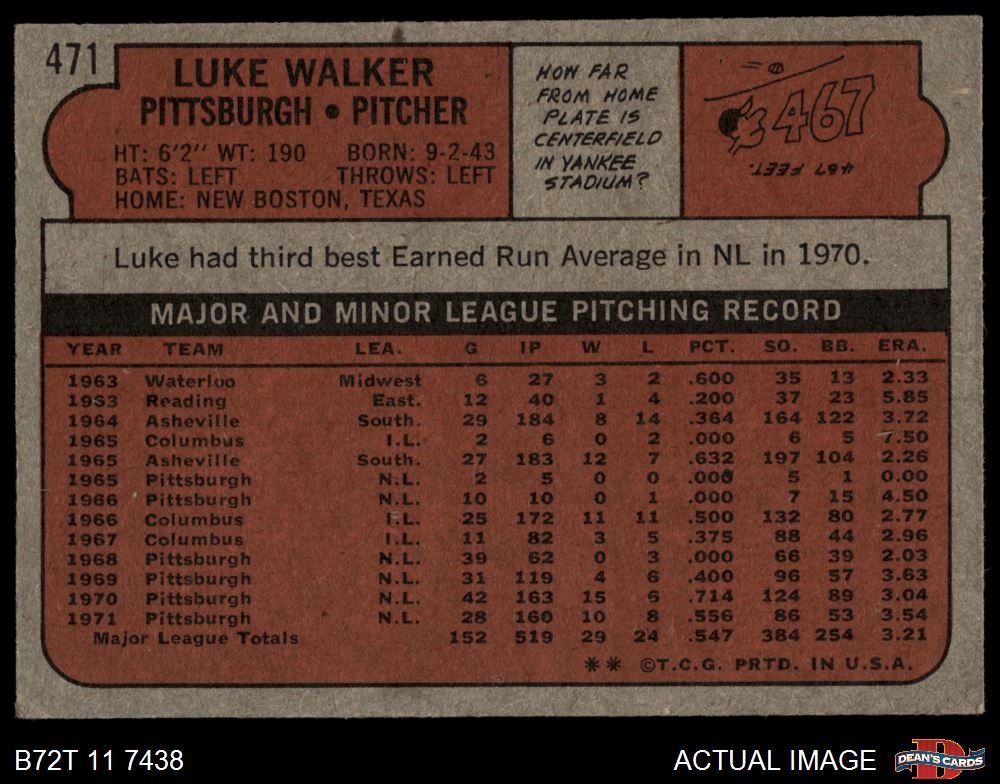 471
LUKE WALKER
PITTSBURGH • PITCHER
HT: 6'2" WT: 190 BORN: 9-2-43
BATS: LEFT THROWS: LEFT
HOME: NEW BOSTON, TEXAS
HOW FAR
FROM HOME
PLATE IS
CENTERFIELD
IN YANKEE
STADIUM?
467
467 FEET.
Luke had third best Earned Run Average in NL in 1970.
MAJOR AND MINOR LEAGUE PITCHING RECORD
YEAR TEAM LEA. G IP W L PCT. SO. BB. ERA.
1963 Waterloo Midwest 6 27 3 2 .600 35 13 2.33
1963 Reading East. 12 40 1 4 .200 37 23 5.85
1964 Asheville South. 29 184 8 14 .364 164 122 3.72
1965 Columbus I.L. 2 6 0 2 .000 6 5 7.50
1965 Asheville South. 27 183 12 7 .632 197 104 2.26
1965 Pittsburgh N.L. 2 5 0 0 .000 5 1 0.00
1966 Pittsburgh N.L. 10 10 0 1 .000 7 15 4.50
1966 Columbus I.L. 25 172 11 11 .500 132 80 2.77
1967 Columbus I.L. 11 82 3 5 .375 88 44 2.96
1968 Pittsburgh N.L. 39 62 0 3 .000 66 39 2.03
1969 Pittsburgh N.L. 31 119 4 6 .400 96 57 3.63
1970 Pittsburgh N.L. 42 163 15 6 .714 124 89 3.04
1971 Pittsburgh N.L. 28 160 10 8 .556 86 53 3.54
Major League Totals 152 519 29 24 .547 384 254 3.21
** ©T.C.G. PRTD. IN U.S.A.
B72T 11 7438
ACTUAL IMAGE
DEAN'S CARDS